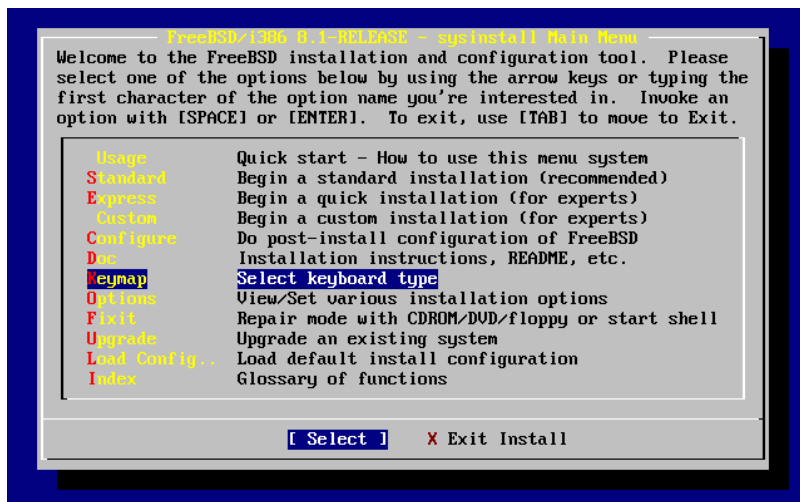 FreeBSD/i386 8.1-RELEASE - sysinstall Main Menu
Welcome to the FreeBSD installation and configuration tool.  Please
select one of the options below by using the arrow keys or typing the
first character of the option name you're interested in.  Invoke an
option with [SPACE] or [ENTER].  To exit, use [TAB] to move to Exit.
Usage Quick start - How to use this menu system
Standard Begin a standard installation (recommended)
Express Begin a quick installation (for experts)
Custom Begin a custom installation (for experts)
Configure Do post-install configuration of FreeBSD
Doc Installation instructions, README, etc.
Keymap Select keyboard type
Options View/Set various installation options
Fixit Repair mode with CDROM/DVD/floppy or start shell
Upgrade Upgrade an existing system
Load Config.. Load default install configuration
Index Glossary of functions
[ Select ] X Exit Install